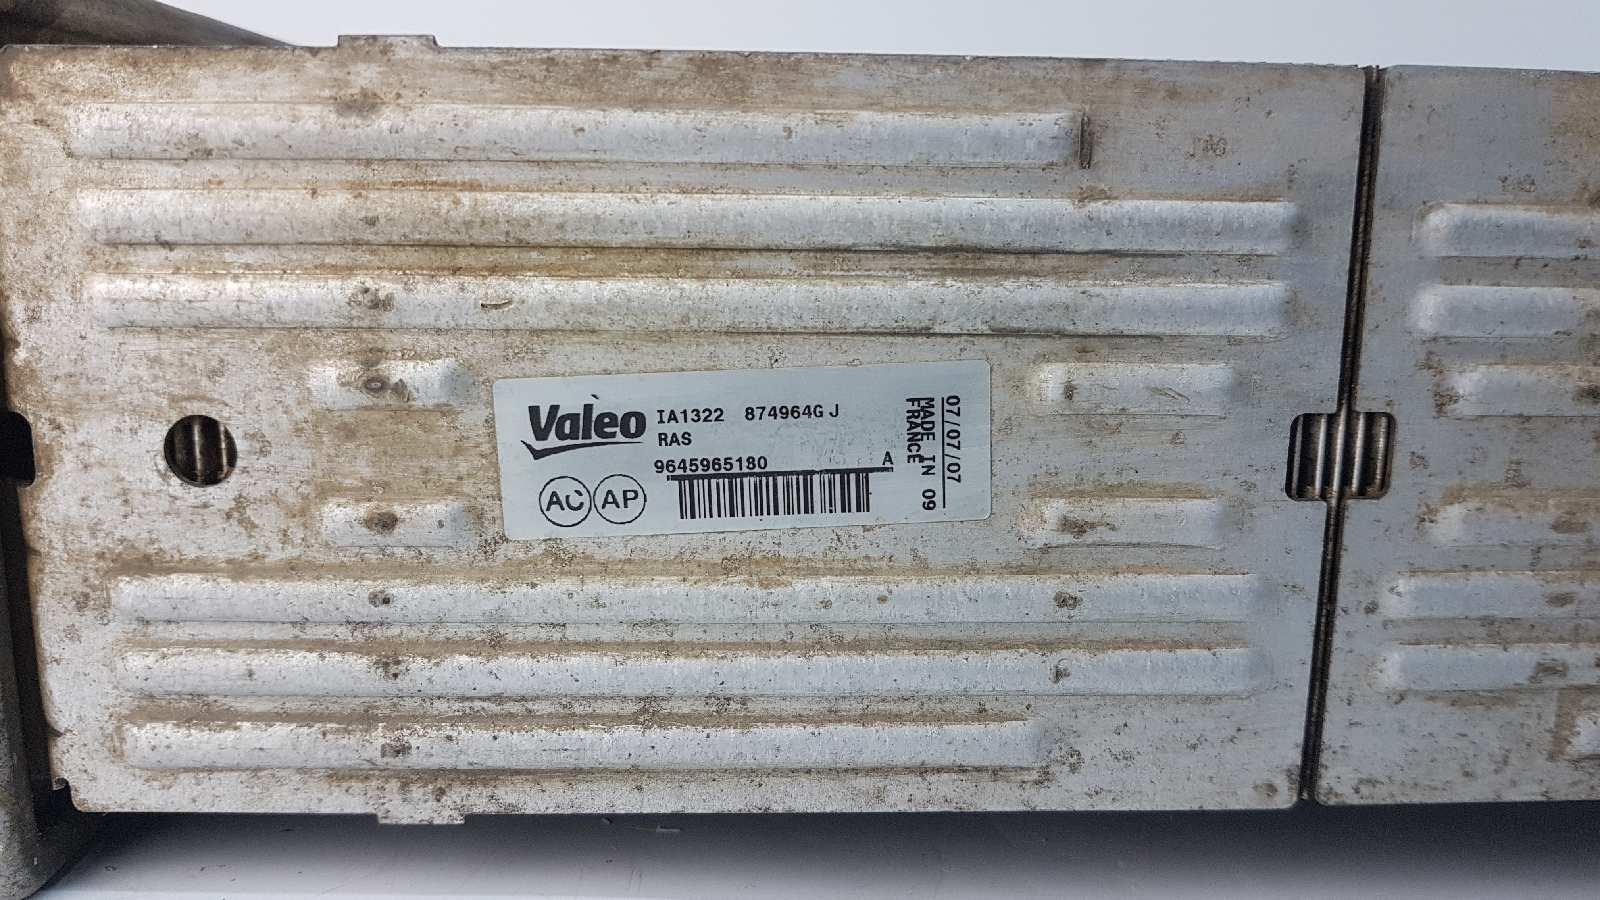 Valeo IA1322 874964G J
RAS
9645965180 A
AC AP
07/07/07 09
MADE IN
FRANCE